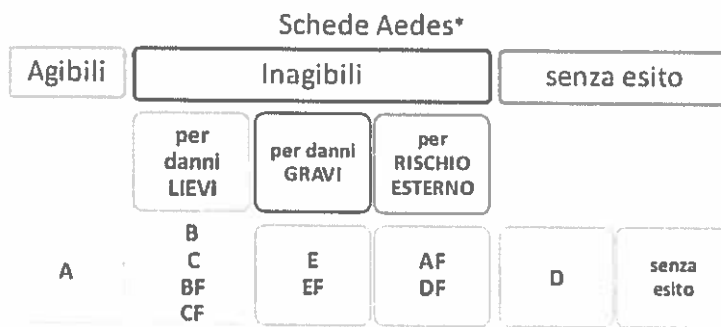 Schede Aedes*
Agibili
Inagibili
senza esito
per
danni
LIEVI
per danni
GRAVI
per
RISCHIO
ESTERNO
A
B
C
BF
CF
E
EF
AF
DF
D
senza
esito